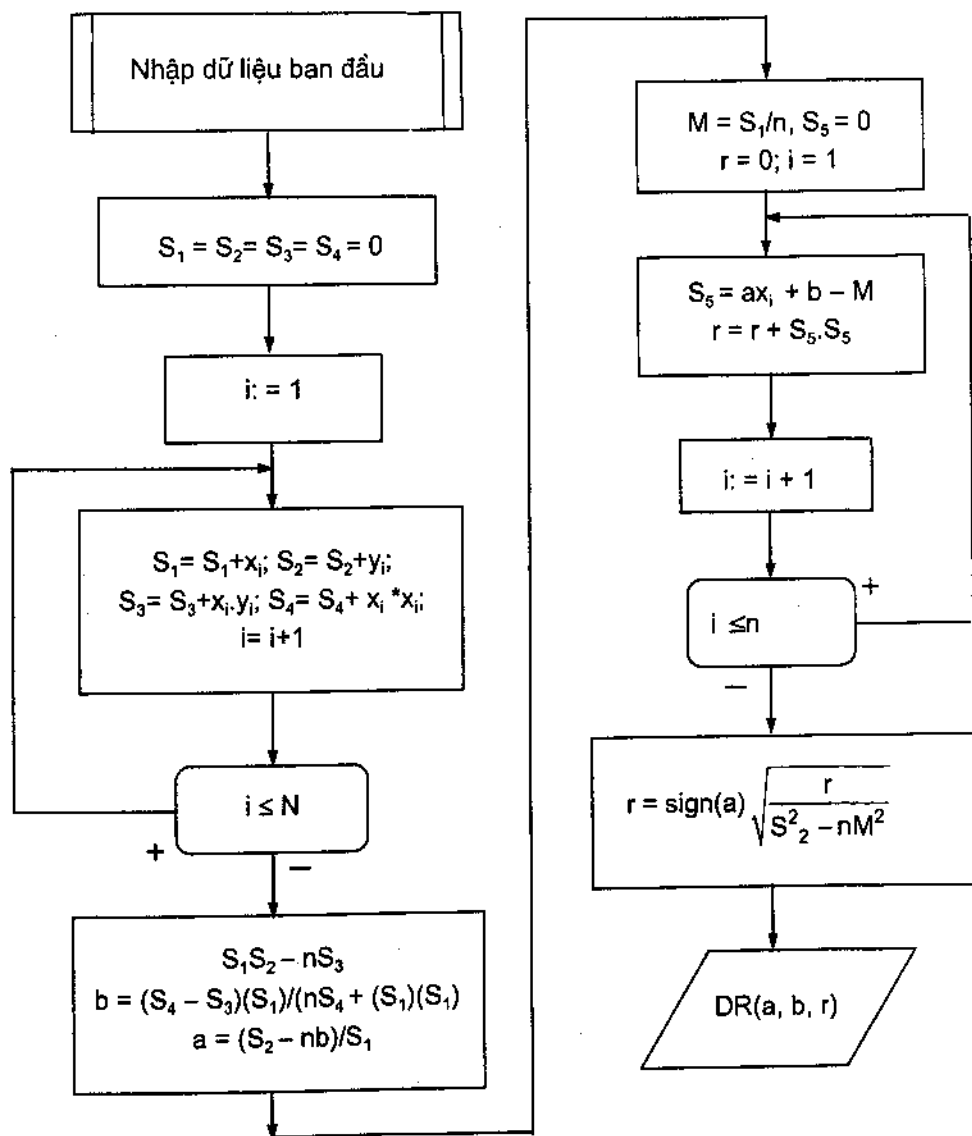 Nhập dữ liệu ban đầu
S₁ = S₂= S₃= S₄ = 0
i: = 1
S₁= S₁+xᵢ; S₂= S₂+yᵢ;
S₃= S₃+xᵢ.yᵢ; S₄= S₄+ xᵢ *xᵢ;
i= i+1
i ≤ N
+
−
S₁S₂ – nS₃
b = (S₄ – S₃)(S₁)/(nS₄ + (S₁)(S₁)
a = (S₂ – nb)/S₁
M = S₁/n, S₅ = 0
r = 0; i = 1
S₅ = axᵢ + b – M
r = r + S₅.S₅
i: = i + 1
i ≤n
+
−
r = sign(a) √(r / (S²₂ – nM²))
DR(a, b, r)